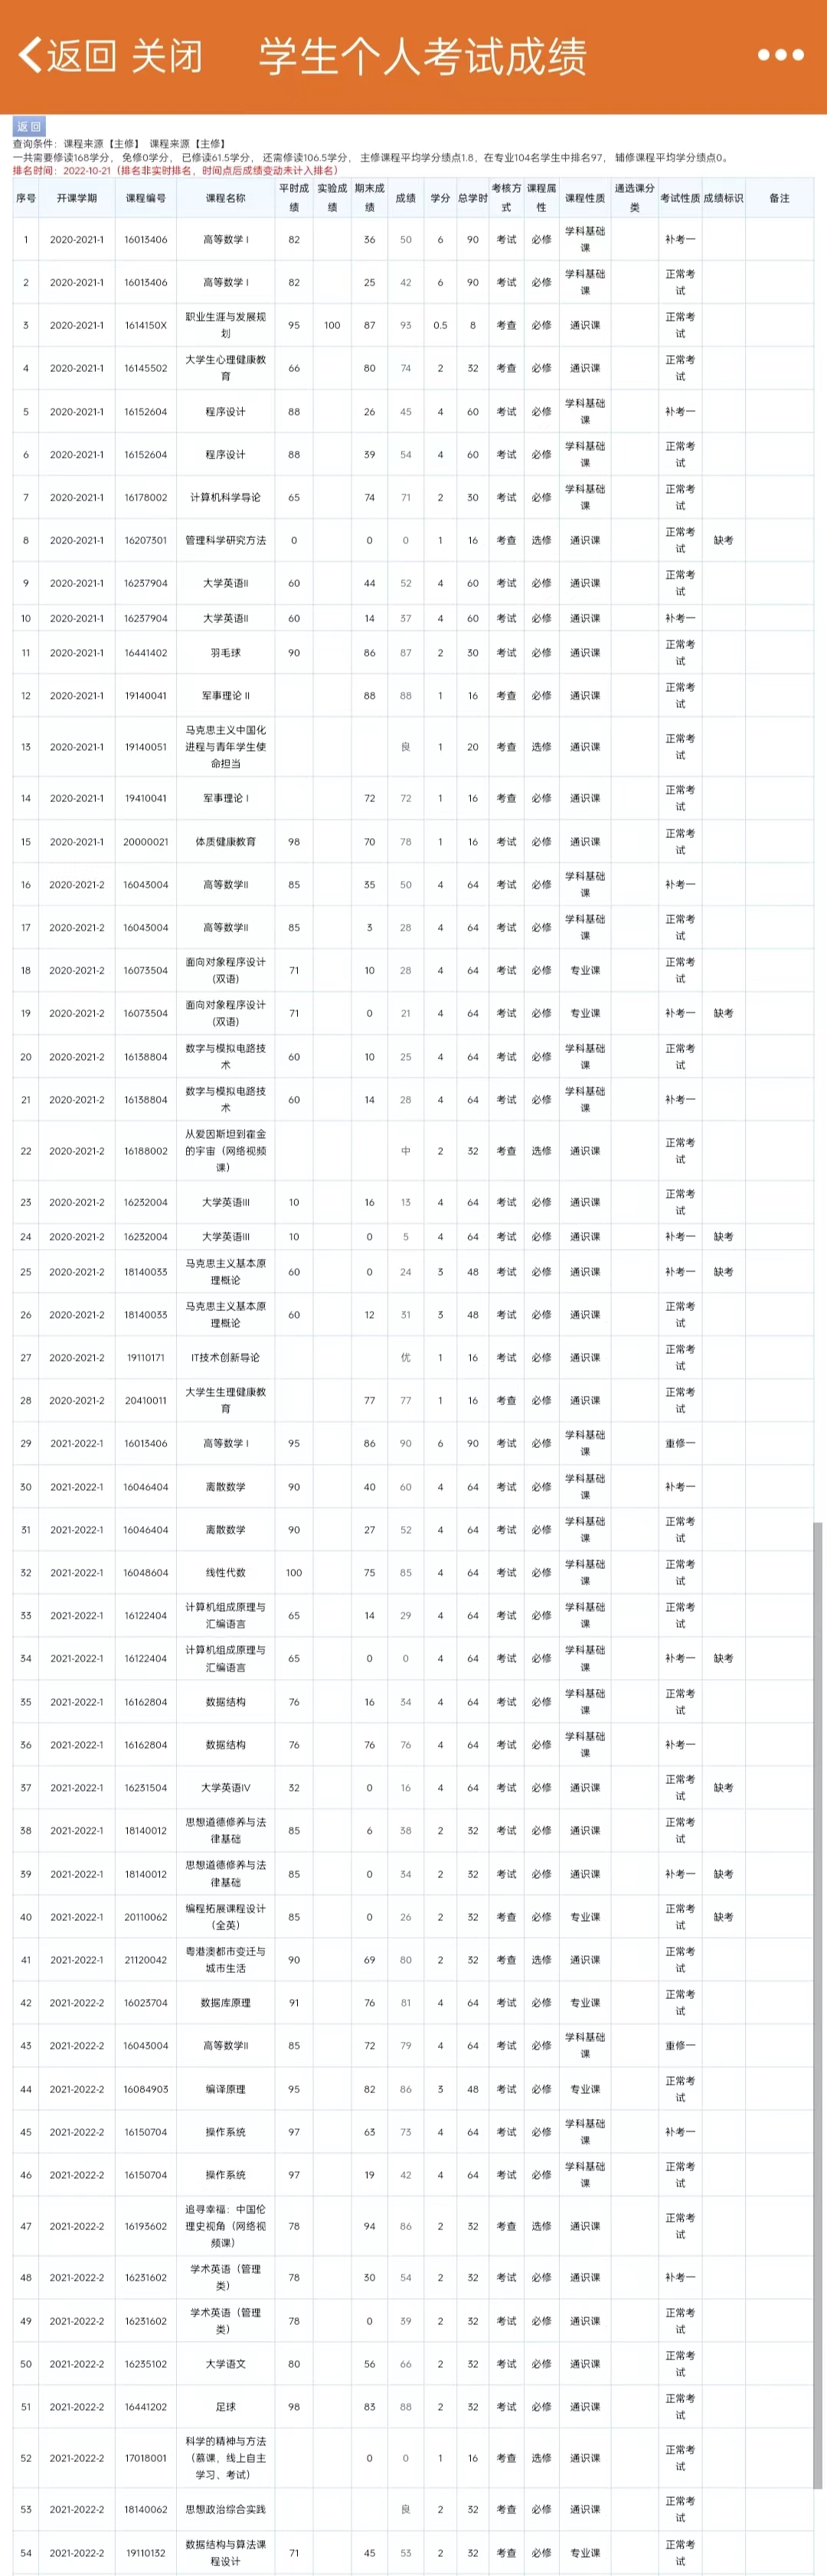 返回 关闭 学生个人考试成绩
返 回
查询条件：课程来源【主修】 课程来源【主修】
一共需要修读168学分， 免修0学分， 已修读61.5学分， 还需修读106.5学分， 主修课程平均学分绩点1.8，在专业104名学生中排名97， 辅修课程平均学分绩点0。
排名时间：2022-10-21（排名非实时排名，时间点后成绩变动未计入排名）
序号 开课学期 课程编号 课程名称 平时成绩 实验成绩 期末成绩 成绩 学分 总学时 考核方式 课程属性 课程性质 通选课分类 考试性质 成绩标识 备注
1 2020-2021-1 16013406 高等数学 I 82 36 50 6 90 考试 必修 学科基础课 补考一
2 2020-2021-1 16013406 高等数学 I 82 25 42 6 90 考试 必修 学科基础课 正常考试
3 2020-2021-1 1614150X 职业生涯与发展规划 95 100 87 93 0.5 8 考查 必修 通识课 正常考试
4 2020-2021-1 16145502 大学生心理健康教育 66 80 74 2 32 考查 必修 通识课 正常考试
5 2020-2021-1 16152604 程序设计 88 26 45 4 60 考试 必修 学科基础课 补考一
6 2020-2021-1 16152604 程序设计 88 39 54 4 60 考试 必修 学科基础课 正常考试
7 2020-2021-1 16178002 计算机科学导论 65 74 71 2 30 考试 必修 学科基础课 正常考试
8 2020-2021-1 16207301 管理科学研究方法 0 0 0 1 16 考查 选修 通识课 正常考试 缺考
9 2020-2021-1 16237904 大学英语II 60 44 52 4 60 考试 必修 通识课 正常考试
10 2020-2021-1 16237904 大学英语II 60 14 37 4 60 考试 必修 通识课 补考一
11 2020-2021-1 16441402 羽毛球 90 86 87 2 30 考试 必修 通识课 正常考试
12 2020-2021-1 19140041 军事理论 II 88 88 1 16 考查 必修 通识课 正常考试
13 2020-2021-1 19140051 马克思主义中国化进程与青年学生使命担当 良 1 20 考查 选修 通识课 正常考试
14 2020-2021-1 19410041 军事理论 I 72 72 1 16 考查 必修 通识课 正常考试
15 2020-2021-1 20000021 体质健康教育 98 70 78 1 16 考试 必修 通识课 正常考试
16 2020-2021-2 16043004 高等数学II 85 35 50 4 64 考试 必修 学科基础课 补考一
17 2020-2021-2 16043004 高等数学II 85 3 28 4 64 考试 必修 学科基础课 正常考试
18 2020-2021-2 16073504 面向对象程序设计(双语) 71 10 28 4 64 考试 必修 专业课 正常考试
19 2020-2021-2 16073504 面向对象程序设计(双语) 71 0 21 4 64 考试 必修 专业课 补考一 缺考
20 2020-2021-2 16138804 数字与模拟电路技术 60 10 25 4 64 考试 必修 学科基础课 正常考试
21 2020-2021-2 16138804 数字与模拟电路技术 60 14 28 4 64 考试 必修 学科基础课 补考一
22 2020-2021-2 16188002 从爱因斯坦到霍金的宇宙（网络视频课） 中 2 32 考查 选修 通识课 正常考试
23 2020-2021-2 16232004 大学英语III 10 16 13 4 64 考试 必修 通识课 正常考试
24 2020-2021-2 16232004 大学英语III 10 0 5 4 64 考试 必修 通识课 补考一 缺考
25 2020-2021-2 18140033 马克思主义基本原理概论 60 0 24 3 48 考试 必修 通识课 补考一 缺考
26 2020-2021-2 18140033 马克思主义基本原理概论 60 12 31 3 48 考试 必修 通识课 正常考试
27 2020-2021-2 19110171 IT技术创新导论 优 1 16 考试 必修 通识课 正常考试
28 2020-2021-2 20410011 大学生生理健康教育 77 77 1 16 考查 必修 通识课 正常考试
29 2021-2022-1 16013406 高等数学 I 95 86 90 6 90 考试 必修 学科基础课 重修一
30 2021-2022-1 16046404 离散数学 90 40 60 4 64 考试 必修 学科基础课 补考一
31 2021-2022-1 16046404 离散数学 90 27 52 4 64 考试 必修 学科基础课 正常考试
32 2021-2022-1 16048604 线性代数 100 75 85 4 64 考试 必修 学科基础课 正常考试
33 2021-2022-1 16122404 计算机组成原理与汇编语言 65 14 29 4 64 考试 必修 学科基础课 正常考试
34 2021-2022-1 16122404 计算机组成原理与汇编语言 65 0 0 4 64 考试 必修 学科基础课 补考一 缺考
35 2021-2022-1 16162804 数据结构 76 16 34 4 64 考试 必修 学科基础课 正常考试
36 2021-2022-1 16162804 数据结构 76 76 76 4 64 考试 必修 学科基础课 补考一
37 2021-2022-1 16231504 大学英语IV 32 0 16 4 64 考试 必修 通识课 正常考试 缺考
38 2021-2022-1 18140012 思想道德修养与法律基础 85 6 38 2 32 考试 必修 通识课 正常考试
39 2021-2022-1 18140012 思想道德修养与法律基础 85 0 34 2 32 考试 必修 通识课 补考一 缺考
40 2021-2022-1 20110062 编程拓展课程设计(全英) 85 0 26 2 32 考查 必修 专业课 正常考试 缺考
41 2021-2022-1 21120042 粤港澳都市变迁与城市生活 90 69 80 2 32 考查 选修 通识课 正常考试
42 2021-2022-2 16023704 数据库原理 91 76 81 4 64 考试 必修 专业课 正常考试
43 2021-2022-2 16043004 高等数学II 85 72 79 4 64 考试 必修 学科基础课 重修一
44 2021-2022-2 16084903 编译原理 95 82 86 3 48 考试 必修 专业课 正常考试
45 2021-2022-2 16150704 操作系统 97 63 73 4 64 考试 必修 学科基础课 补考一
46 2021-2022-2 16150704 操作系统 97 19 42 4 64 考试 必修 学科基础课 正常考试
47 2021-2022-2 16193602 追寻幸福：中国伦理史视角（网络视频课） 78 94 86 2 32 考查 选修 通识课 正常考试
48 2021-2022-2 16231602 学术英语（管理类） 78 30 54 2 32 考试 必修 通识课 补考一
49 2021-2022-2 16231602 学术英语（管理类） 78 0 39 2 32 考试 必修 通识课 正常考试
50 2021-2022-2 16235102 大学语文 80 56 66 2 32 考试 必修 通识课 正常考试
51 2021-2022-2 16441202 足球 98 83 88 2 32 考试 必修 通识课 正常考试
52 2021-2022-2 17018001 科学的精神与方法（慕课，线上自主学习、考试） 0 0 1 16 考查 选修 通识课 正常考试
53 2021-2022-2 18140062 思想政治综合实践 良 2 32 考查 必修 通识课 正常考试
54 2021-2022-2 19110132 数据结构与算法课程设计 71 45 53 2 32 考查 必修 专业课 正常考试